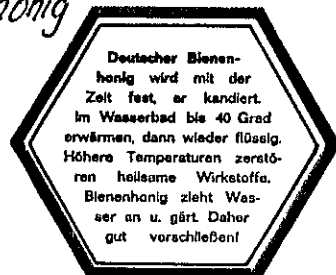 honig
Deutscher Bienen-
honig wird mit der
Zeit fest, er kandiert.
Im Wasserbad bis 40 Grad
erwärmen, dann wieder flüssig.
Höhere Temperaturen zerstö-
ren heilsame Wirkstoffe.
Bienenhonig zieht Was-
ser an u. gärt. Daher
gut verschließen!